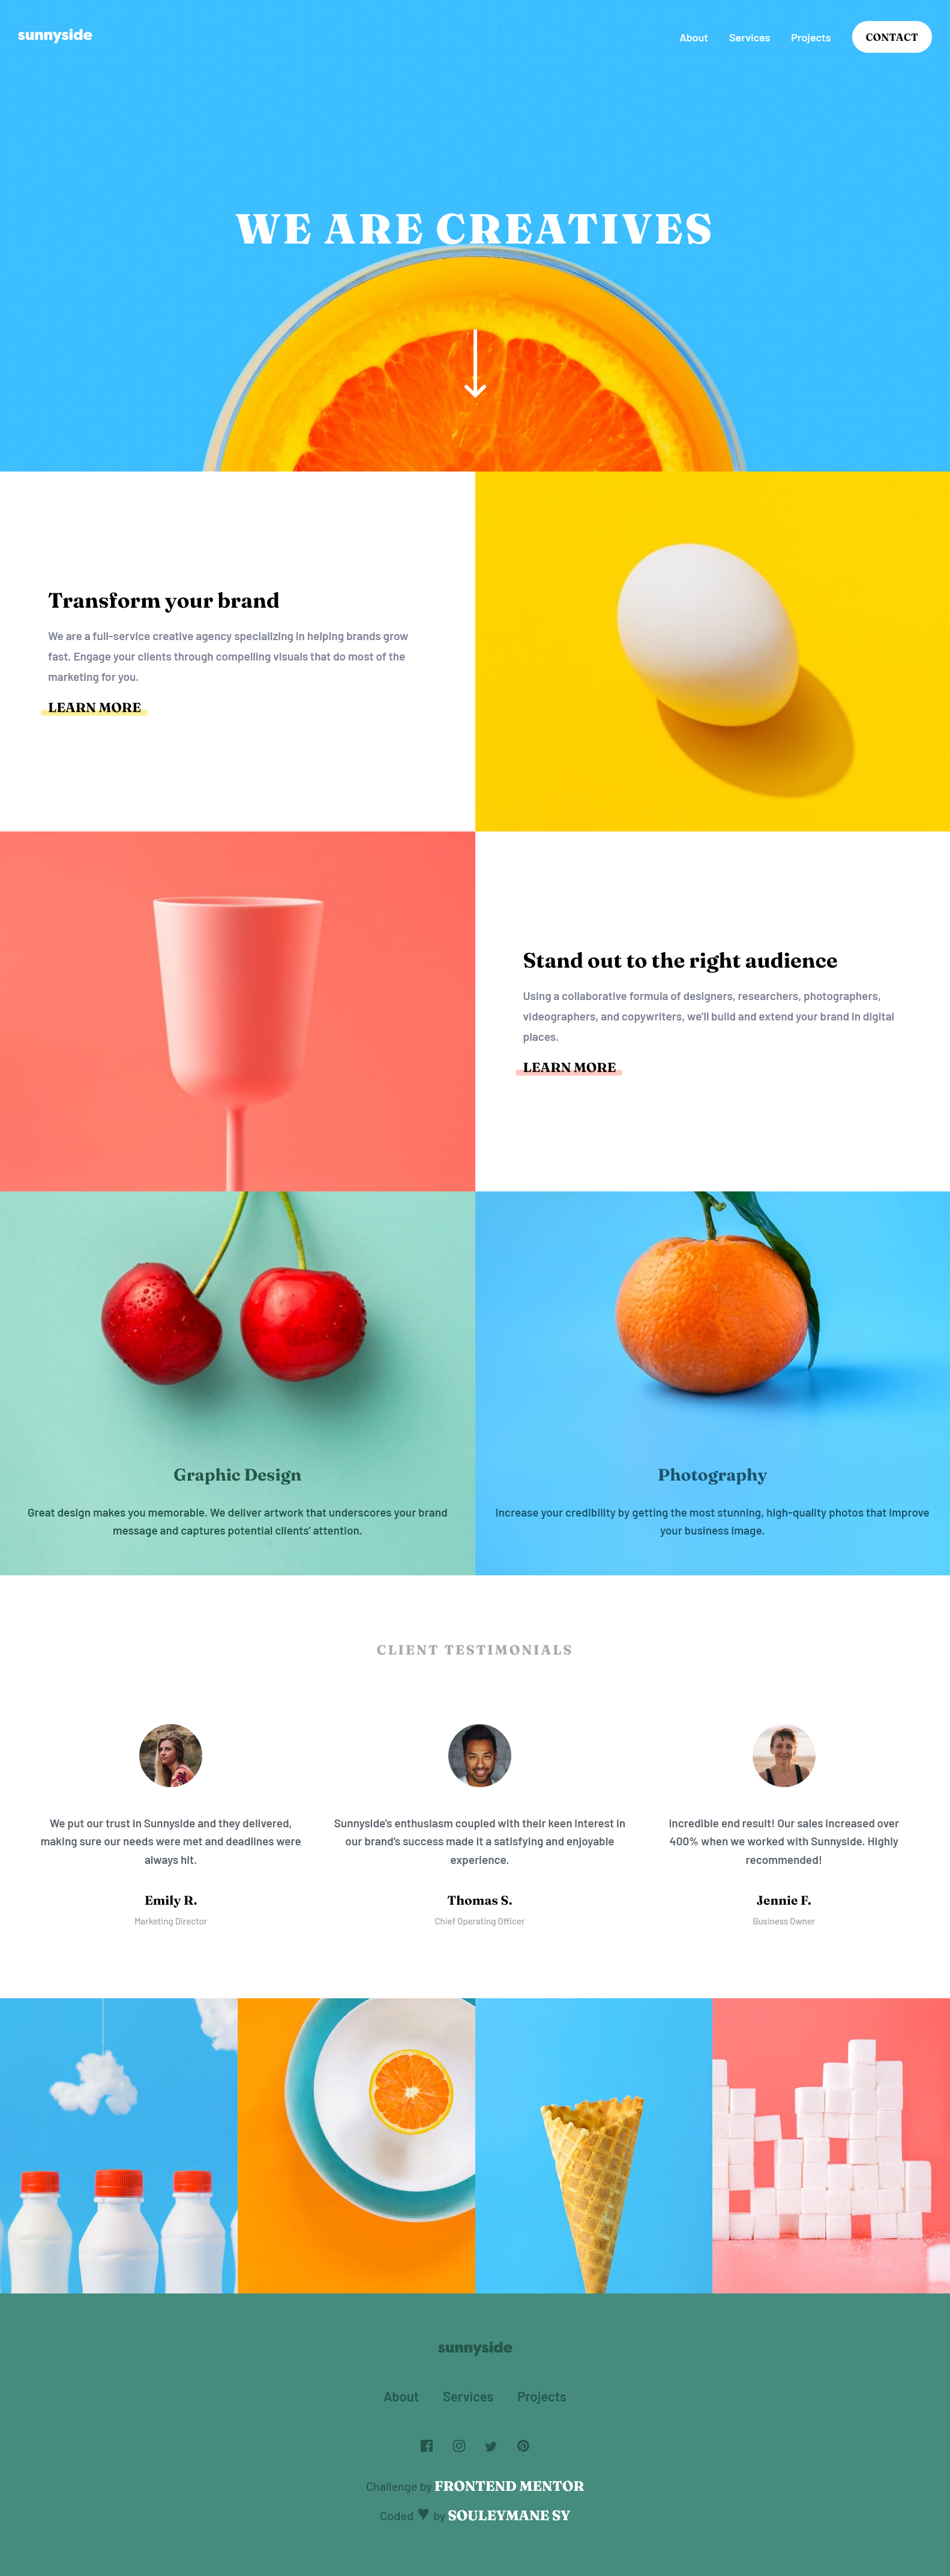 sunnyside
About Services Projects CONTACT
WE ARE CREATIVES
Transform your brand
We are a full-service creative agency specializing in helping brands grow
fast. Engage your clients through compelling visuals that do most of the
marketing for you.
LEARN MORE
Stand out to the right audience
Using a collaborative formula of designers, researchers, photographers,
videographers, and copywriters, we'll build and extend your brand in digital
places.
LEARN MORE
Graphic Design
Great design makes you memorable. We deliver artwork that underscores your brand
message and captures potential clients' attention.
Photography
Increase your credibility by getting the most stunning, high-quality photos that improve
your business image.
CLIENT TESTIMONIALS
We put our trust in Sunnyside and they delivered,
making sure our needs were met and deadlines were
always hit.
Emily R.
Marketing Director
Sunnyside's enthusiasm coupled with their keen interest in
our brand's success made it a satisfying and enjoyable
experience.
Thomas S.
Chief Operating Officer
Incredible end result! Our sales increased over
400% when we worked with Sunnyside. Highly
recommended!
Jennie F.
Business Owner
sunnyside
About Services Projects
Challenge by FRONTEND MENTOR
Coded ♥ by SOULEYMANE SY